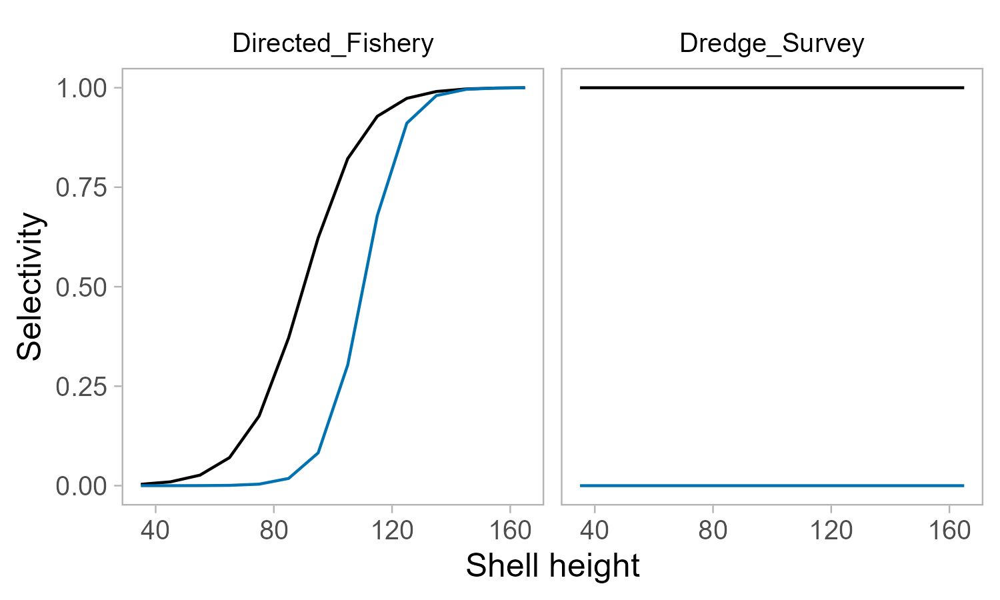 Directed_Fishery
Dredge_Survey
Selectivity
1.00
0.75
0.50
0.25
0.00
40 80 120 160
40 80 120 160
Shell height